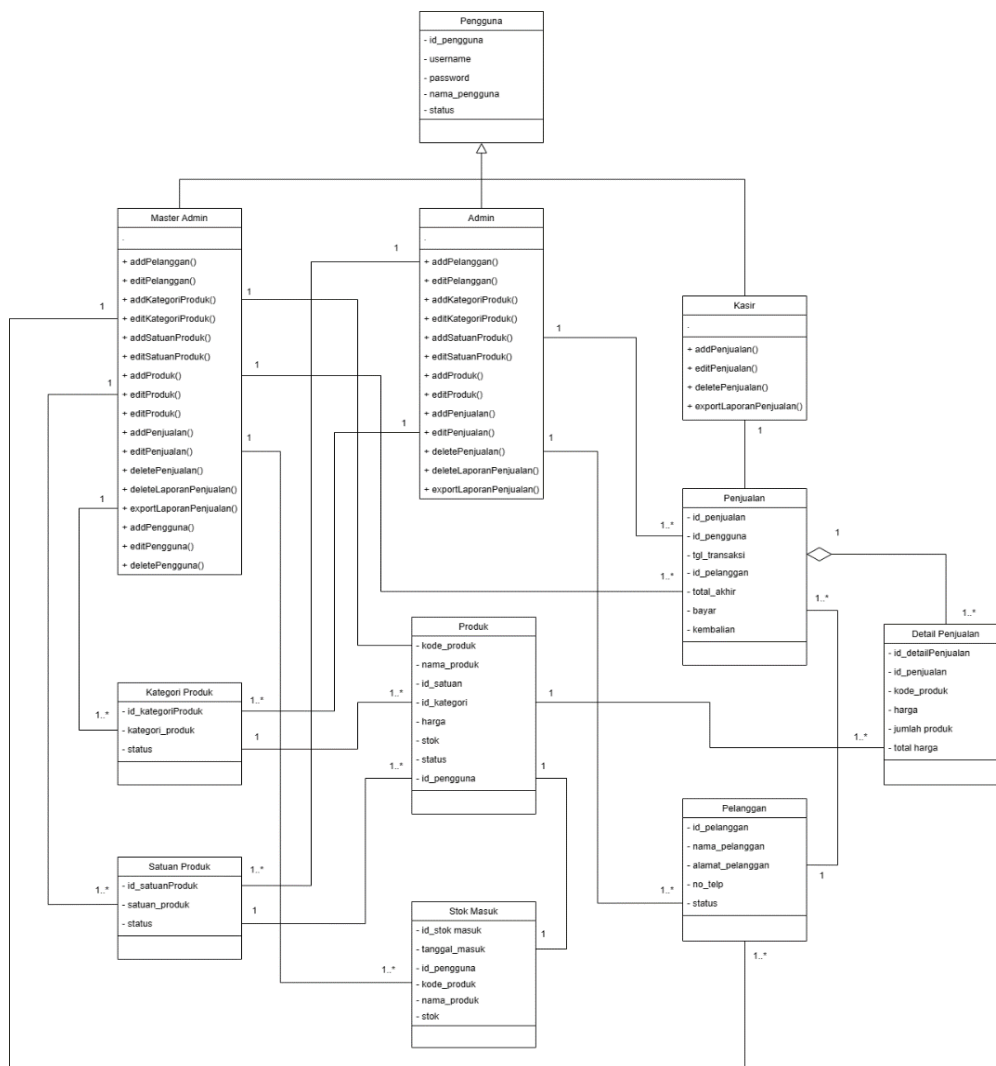 Pengguna
- id_pengguna
- username
- password
- nama_pengguna
- status
Master Admin
.
+ addPelanggan()
+ editPelanggan()
+ addKategoriProduk()
+ editKategoriProduk()
+ addSatuanProduk()
+ editSatuanProduk()
+ addProduk()
+ editProduk()
+ editProduk()
+ addPenjualan()
+ editPenjualan()
+ deletePenjualan()
+ deleteLaporanPenjualan()
+ exportLaporanPenjualan()
+ addPengguna()
+ editPengguna()
+ deletePengguna()
1
1
1
1
1
1
Admin
.
+ addPelanggan()
+ editPelanggan()
+ addKategoriProduk()
+ editKategoriProduk()
+ addSatuanProduk()
+ editSatuanProduk()
+ addProduk()
+ editProduk()
+ addPenjualan()
+ editPenjualan()
+ deletePenjualan()
+ deleteLaporanPenjualan()
+ exportLaporanPenjualan()
1
1
1
1
Kasir
.
+ addPenjualan()
+ editPenjualan()
+ deletePenjualan()
+ exportLaporanPenjualan()
1
Penjualan
- id_penjualan
- id_pengguna
- tgl_transaksi
- id_pelanggan
- total_akhir
- bayar
- kembalian
1..*
1..*
1
1..*
Detail Penjualan
- id_detailPenjualan
- id_penjualan
- kode_produk
- harga
- jumlah produk
- total harga
1..*
1..*
Produk
- kode_produk
- nama_produk
- id_satuan
- id_kategori
- harga
- stok
- status
- id_pengguna
1..*
1..*
1
1
Kategori Produk
- id_kategoriProduk
- kategori_produk
- status
1..*
1..*
1
Pelanggan
- id_pelanggan
- nama_pelanggan
- alamat_pelanggan
- no_telp
- status
1..*
1
1..*
Satuan Produk
- id_satuanProduk
- satuan_produk
- status
1..*
1..*
1
Stok Masuk
- id_stok masuk
- tanggal_masuk
- id_pengguna
- kode_produk
- nama_produk
- stok
1..*
1